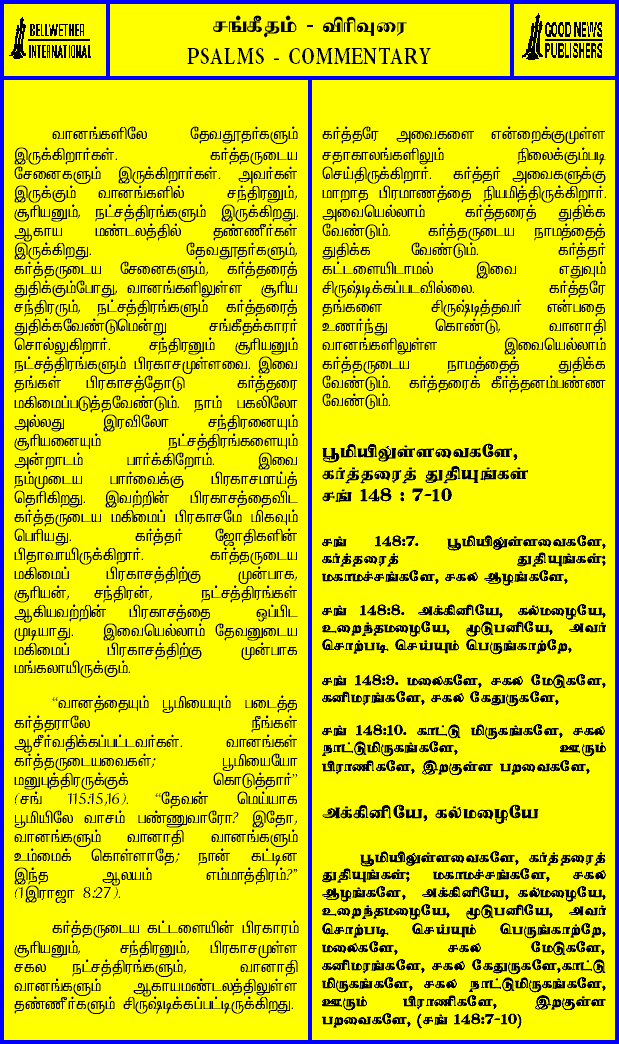 BELLWETHER
INTERNATIONAL
சங்கீதம் - விரிவுரை
PSALMS - COMMENTARY
GOOD NEWS
PUBLISHERS
வானங்களிலே தேவதூதர்களும்
இருக்கிறார்கள். கர்த்தருடைய
சேனைகளும் இருக்கிறார்கள். அவர்கள்
இருக்கும் வானங்களில் சந்திரனும்,
சூரியனும், நட்சத்திரங்களும் இருக்கிறது.
ஆகாய மண்டலத்தில் தண்ணீர்கள்
இருக்கிறது. தேவதூதர்களும்,
கர்த்தருடைய சேனைகளும், கர்த்தரைத்
துதிக்கும்போது, வானங்களிலுள்ள சூரிய
சந்திரரும், நட்சத்திரங்களும் கர்த்தரைத்
துதிக்கவேண்டுமென்று சங்கீதக்காரர்
சொல்லுகிறார். சந்திரனும் சூரியனும்
நட்சத்திரங்களும் பிரகாசமுள்ளவை. இவை
தங்கள் பிரகாசத்தோடு கர்த்தரை
மகிமைப்படுத்தவேண்டும். நாம் பகலிலோ
அல்லது இரவிலோ சந்திரனையும்
சூரியனையும் நட்சத்திரங்களையும்
அன்றாடம் பார்க்கிறோம். இவை
நம்முடைய பார்வைக்கு பிரகாசமாய்த்
தெரிகிறது. இவற்றின் பிரகாசத்தைவிட
கர்த்தருடைய மகிமைப் பிரகாசமே மிகவும்
பெரியது. கர்த்தர் ஜோதிகளின்
பிதாவாயிருக்கிறார். கர்த்தருடைய
மகிமைப் பிரகாசத்திற்கு முன்பாக,
சூரியன், சந்திரன், நட்சத்திரங்கள்
ஆகியவற்றின் பிரகாசத்தை ஒப்பிட
முடியாது. இவையெல்லாம் தேவனுடைய
மகிமைப் பிரகாசத்திற்கு முன்பாக
மங்கலாயிருக்கும்.
“வானத்தையும் பூமியையும் படைத்த
கர்த்தராலே நீங்கள்
ஆசீர்வதிக்கப்பட்டவர்கள். வானங்கள்
கர்த்தருடையவைகள்; பூமியையோ
மனுபுத்திரருக்குக் கொடுத்தார்”
(சங் 115:15,16). “தேவன் மெய்யாக
பூமியிலே வாசம் பண்ணுவாரோ? இதோ,
வானங்களும் வானாதி வானங்களும்
உம்மைக் கொள்ளாதே; நான் கட்டின
இந்த ஆலயம் எம்மாத்திரம்?”
(1இராஜா 8:27).
கர்த்தருடைய கட்டளையின் பிரகாரம்
சூரியனும், சந்திரனும், பிரகாசமுள்ள
சகல நட்சத்திரங்களும், வானாதி
வானங்களும் ஆகாயமண்டலத்திலுள்ள
தண்ணீர்களும் சிருஷ்டிக்கப்பட்டிருக்கிறது.
கர்த்தரே அவைகளை என்றைக்குமுள்ள
சதாகாலங்களிலும் நிலைக்கும்படி
செய்திருக்கிறார். கர்த்தர் அவைகளுக்கு
மாறாத பிரமாணத்தை நியமித்திருக்கிறார்.
அவையெல்லாம் கர்த்தரைத் துதிக்க
வேண்டும். கர்த்தருடைய நாமத்தைத்
துதிக்க வேண்டும். கர்த்தர்
கட்டளையிடாமல் இவை எதுவும்
சிருஷ்டிக்கப்படவில்லை. கர்த்தரே
தங்களை சிருஷ்டித்தவர் என்பதை
உணர்ந்து கொண்டு, வானாதி
வானங்களிலுள்ள இவையெல்லாம்
கர்த்தருடைய நாமத்தைத் துதிக்க
வேண்டும். கர்த்தரைக் கீர்த்தனம்பண்ண
வேண்டும்.
பூமியிலுள்ளவைகளே,
கர்த்தரைத் துதியுங்கள்
சங் 148 : 7-10
சங் 148:7. பூமியிலுள்ளவைகளே,
கர்த்தரைத் துதியுங்கள்;
மகாமச்சங்களே, சகல ஆழங்களே,
சங் 148:8. அக்கினியே, கல்மழையே,
உறைந்தமழையே, மூடுபனியே, அவர்
சொற்படி செய்யும் பெருங்காற்றே,
சங் 148:9. மலைகளே, சகல மேடுகளே,
கனிமரங்களே, சகல கேதுருகளே,
சங் 148:10. காட்டு மிருகங்களே, சகல
நாட்டுமிருகங்களே, ஊரும்
பிராணிகளே, இறகுள்ள பறவைகளே,
அக்கினியே, கல்மழையே
பூமியிலுள்ளவைகளே, கர்த்தரைத்
துதியுங்கள்; மகாமச்சங்களே, சகல
ஆழங்களே, அக்கினியே, கல்மழையே,
உறைந்தமழையே, மூடுபனியே, அவர்
சொற்படி செய்யும் பெருங்காற்றே,
மலைகளே, சகல மேடுகளே,
கனிமரங்களே, சகல கேதுருகளே,காட்டு
மிருகங்களே, சகல நாட்டுமிருகங்களே,
ஊரும் பிராணிகளே, இறகுள்ள
பறவைகளே, (சங் 148:7-10)